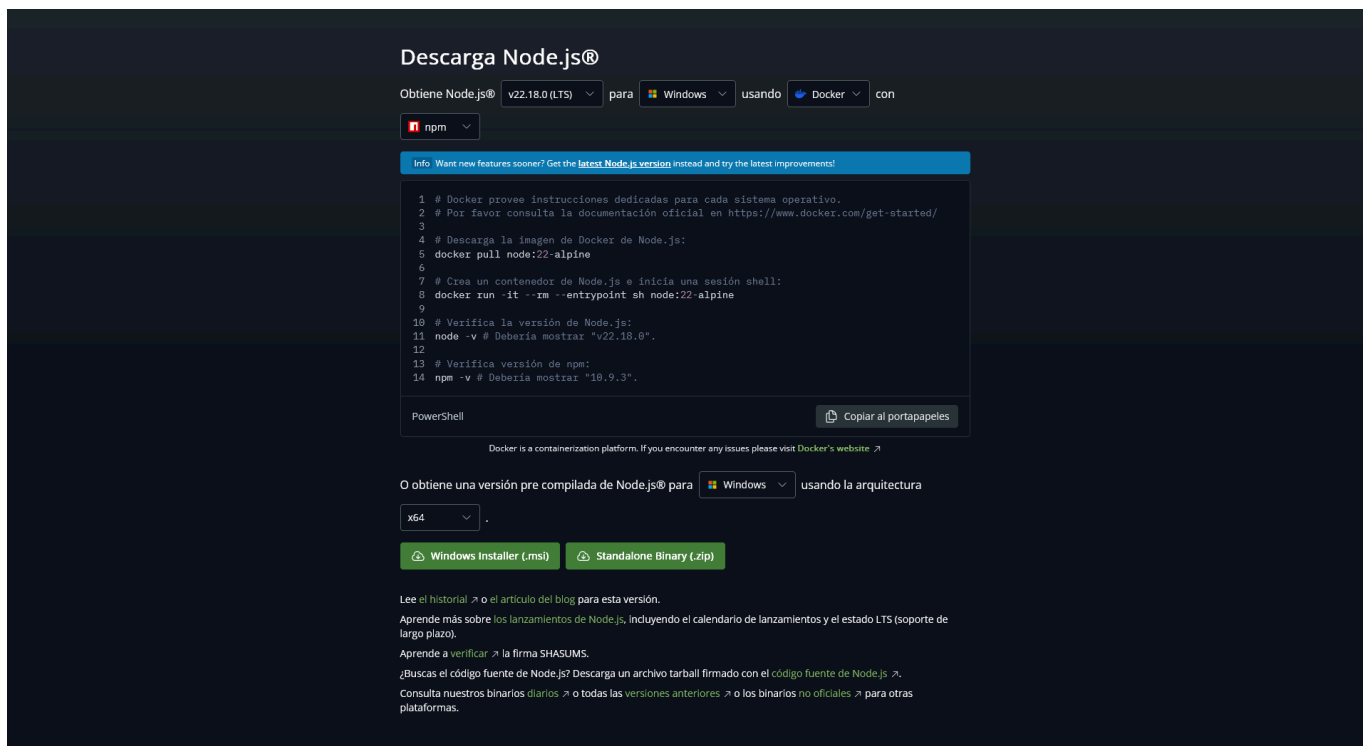 Descarga Node.js®
Obtiene Node.js® v22.18.0 (LTS) para Windows usando Docker con
npm
Info Want new features sooner? Get the latest Node.js version instead and try the latest improvements!
1 # Docker provee instrucciones dedicadas para cada sistema operativo.
2 # Por favor consulta la documentación oficial en https://www.docker.com/get-started/
3
4 # Descarga la imagen de Docker de Node.js:
5 docker pull node:22-alpine
6
7 # Crea un contenedor de Node.js e inicia una sesión shell:
8 docker run -it --rm --entrypoint sh node:22-alpine
9
10 # Verifica la versión de Node.js:
11 node -v # Debería mostrar "v22.18.0".
12
13 # Verifica versión de npm:
14 npm -v # Debería mostrar "10.9.3".
PowerShell Copiar al portapapeles
Docker is a containerization platform. If you encounter any issues please visit Docker's website ↗
O obtiene una versión pre compilada de Node.js® para Windows usando la arquitectura
x64 .
Windows Installer (.msi) Standalone Binary (.zip)
Lee el historial ↗ o el artículo del blog para esta versión.
Aprende más sobre los lanzamientos de Node.js, incluyendo el calendario de lanzamientos y el estado LTS (soporte de
largo plazo).
Aprende a verificar ↗ la firma SHASUMS.
¿Buscas el código fuente de Node.js? Descarga un archivo tarball firmado con el código fuente de Node.js ↗.
Consulta nuestros binarios diarios ↗ o todas las versiones anteriores ↗ o los binarios no oficiales ↗ para otras
plataformas.